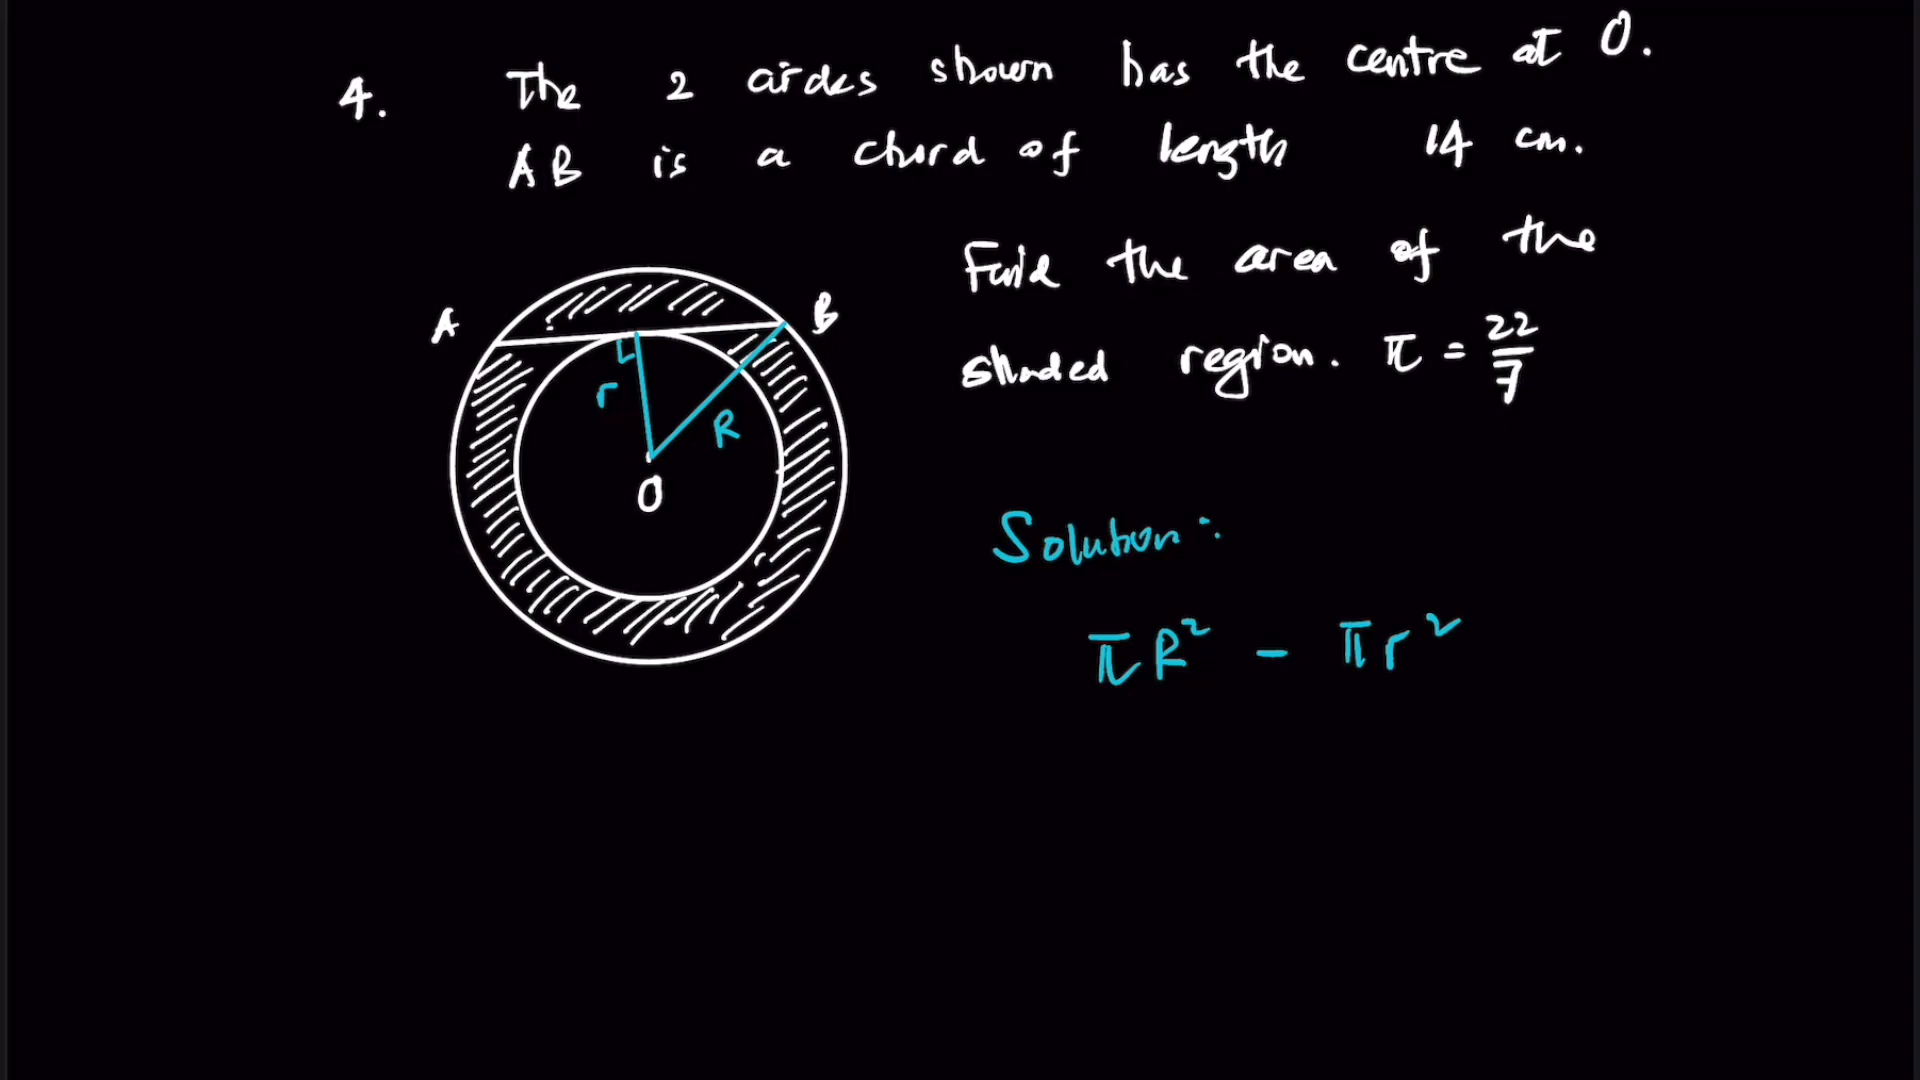 4. The 2 circles shown has the centre at O.
AB is a chord of length 14 cm.
Find the area of the
shaded region. π = 22/7
A
B
r
R
O
Solution:
πR² - πr²